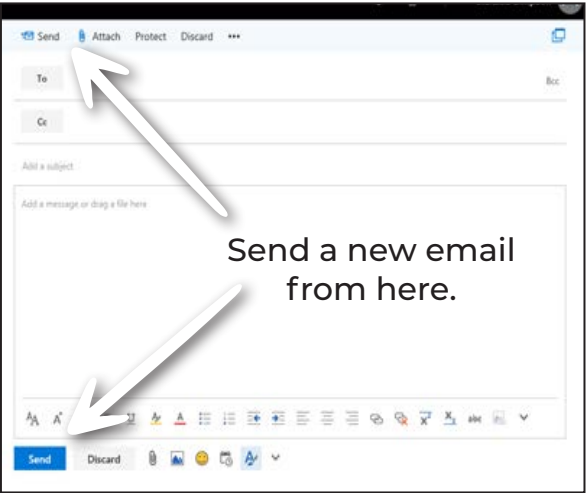 Send Attach Protect Discard •••
To
Bcc
Cc
Add a subject
Add a message or drag a file here
Send a new email
from here.
Send Discard